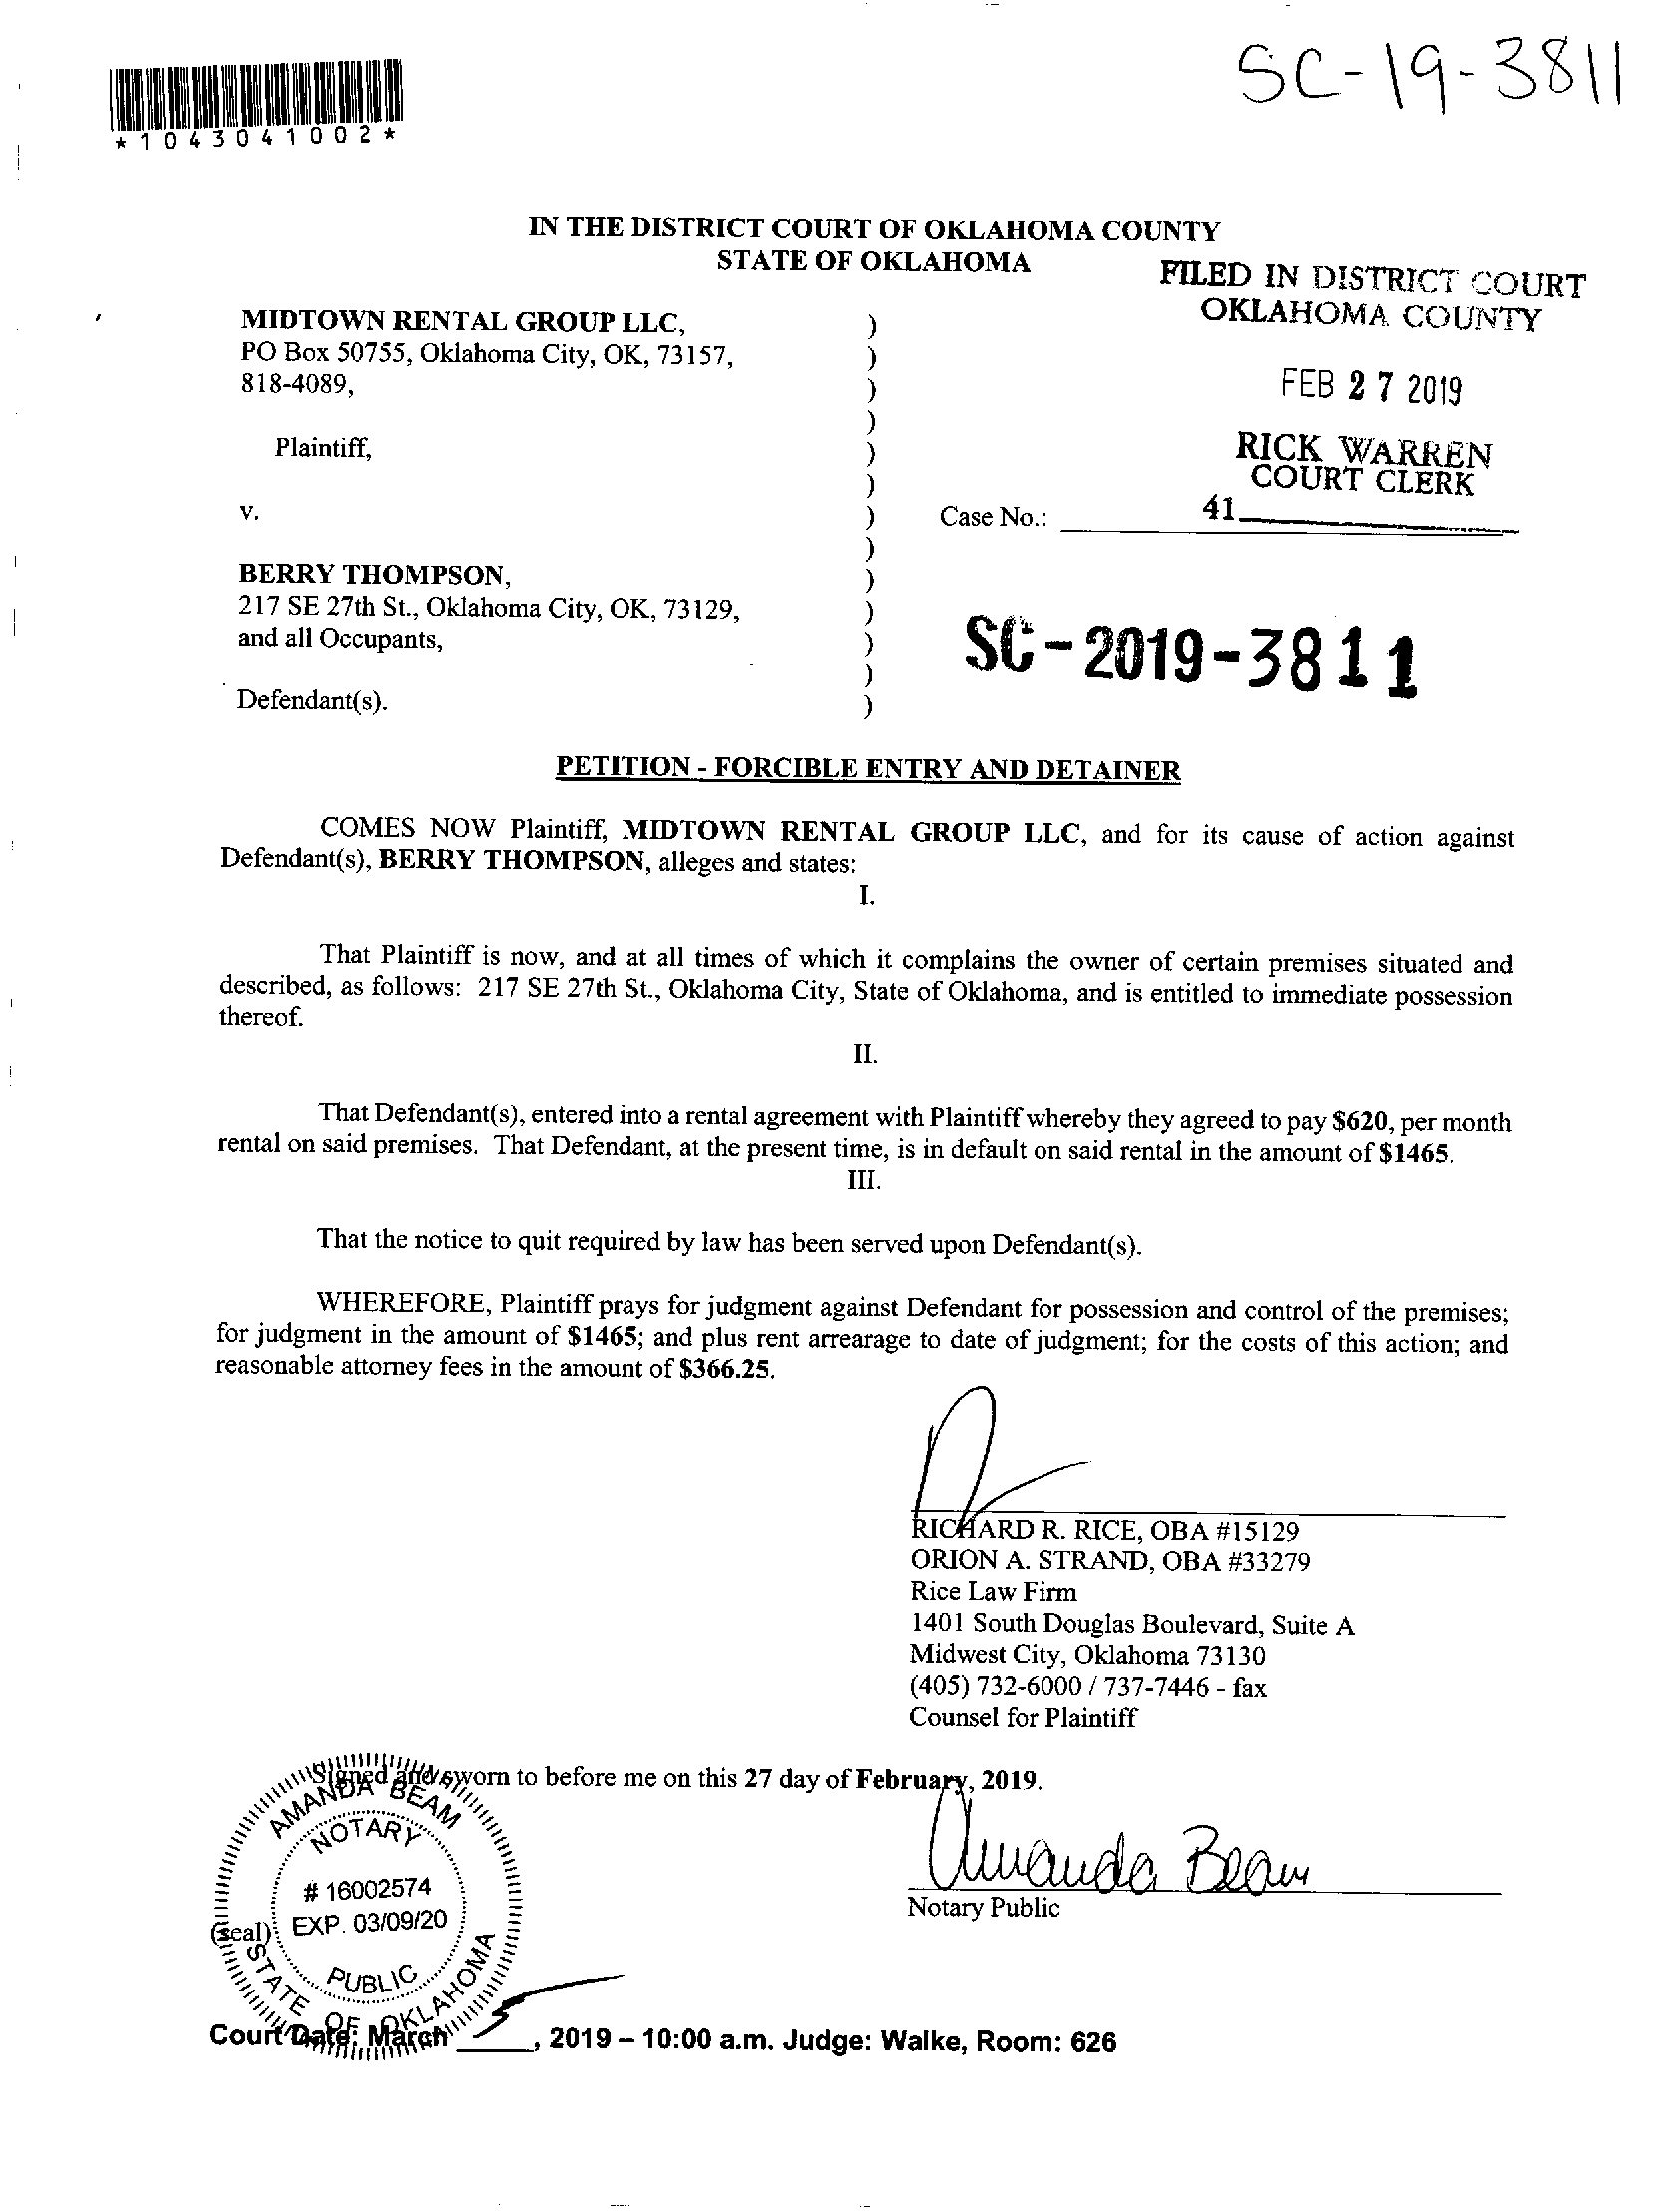 SC-19-3811
*1043041002*
IN THE DISTRICT COURT OF OKLAHOMA COUNTY
STATE OF OKLAHOMA
FILED IN DISTRICT COURT
OKLAHOMA COUNTY
FEB 27 2019
RICK WARREN
COURT CLERK
41
MIDTOWN RENTAL GROUP LLC, )
PO Box 50755, Oklahoma City, OK, 73157, )
818-4089, )
)
Plaintiff, )
)
v. ) Case No.:
)
BERRY THOMPSON, )
217 SE 27th St., Oklahoma City, OK, 73129, )
and all Occupants, )
)
Defendant(s). )
SC-2019-3811
PETITION - FORCIBLE ENTRY AND DETAINER
COMES NOW Plaintiff, MIDTOWN RENTAL GROUP LLC, and for its cause of action against
Defendant(s), BERRY THOMPSON, alleges and states:
I.
That Plaintiff is now, and at all times of which it complains the owner of certain premises situated and
described, as follows: 217 SE 27th St., Oklahoma City, State of Oklahoma, and is entitled to immediate possession
thereof.
II.
That Defendant(s), entered into a rental agreement with Plaintiff whereby they agreed to pay $620, per month
rental on said premises. That Defendant, at the present time, is in default on said rental in the amount of $1465.
III.
That the notice to quit required by law has been served upon Defendant(s).
WHEREFORE, Plaintiff prays for judgment against Defendant for possession and control of the premises;
for judgment in the amount of $1465; and plus rent arrearage to date of judgment; for the costs of this action; and
reasonable attorney fees in the amount of $366.25.
RICHARD R. RICE, OBA #15129
ORION A. STRAND, OBA #33279
Rice Law Firm
1401 South Douglas Boulevard, Suite A
Midwest City, Oklahoma 73130
(405) 732-6000 / 737-7446 - fax
Counsel for Plaintiff
Signed and sworn to before me on this 27 day of February, 2019.
Amanda Beam
Notary Public
AMANDA BEAM
NOTARY
# 16002574
EXP. 03/09/20
PUBLIC
STATE OF OKLAHOMA
(seal)
Court Date: March 5, 2019 – 10:00 a.m. Judge: Walke, Room: 626